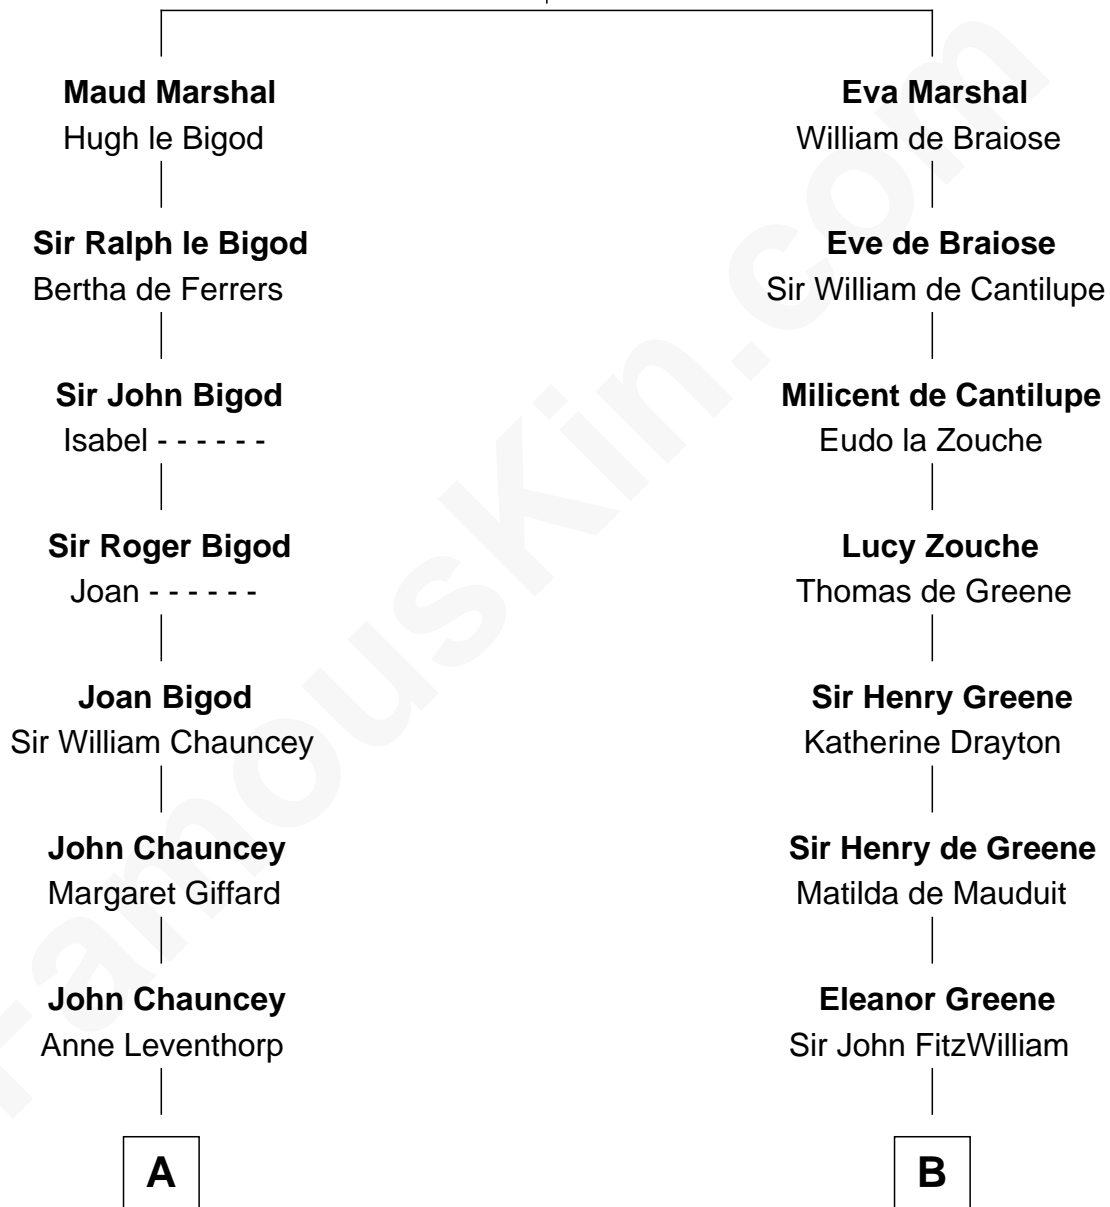 Maud Marshal
Hugh le Bigod
Sir Ralph le Bigod
Bertha de Ferrers
Sir John Bigod
Isabel - - - - - -
Sir Roger Bigod
Joan - - - - - -
Joan Bigod
Sir William Chauncey
John Chauncey
Margaret Giffard
John Chauncey
Anne Leventhorp
A
Eva Marshal
William de Braiose
Eve de Braiose
Sir William de Cantilupe
Milicent de Cantilupe
Eudo la Zouche
Lucy Zouche
Thomas de Greene
Sir Henry Greene
Katherine Drayton
Sir Henry de Greene
Matilda de Mauduit
Eleanor Greene
Sir John FitzWilliam
B
FamousKin.com